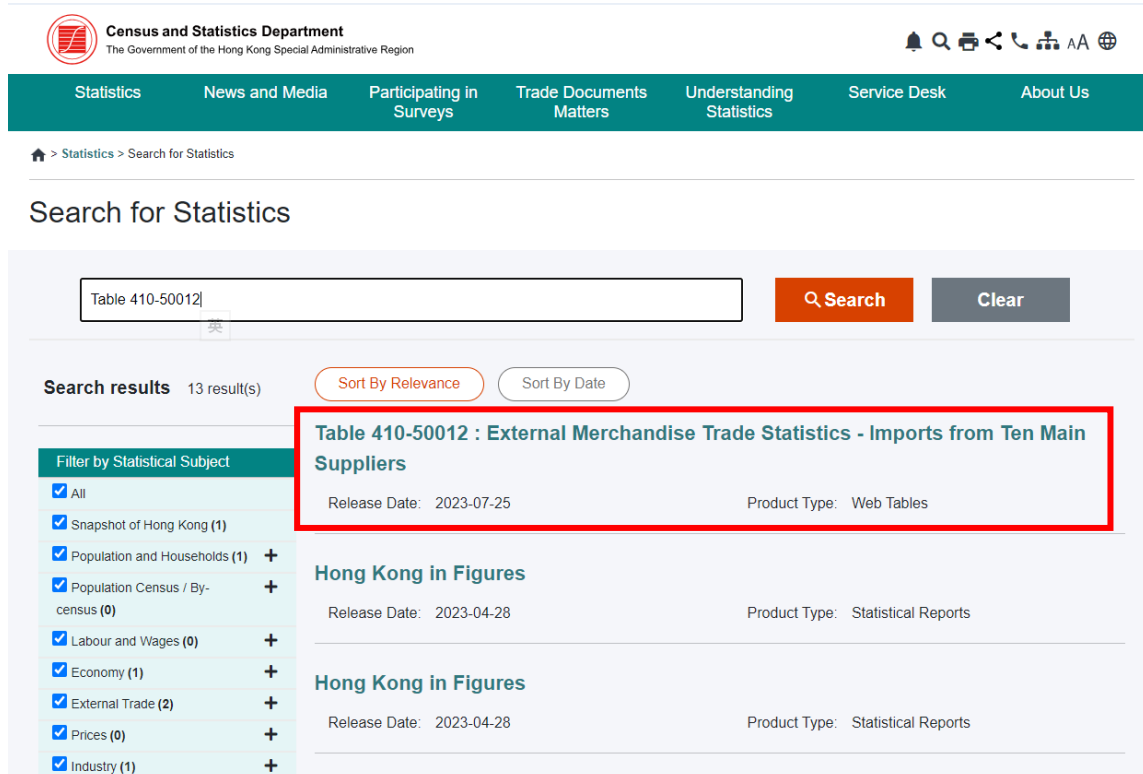 Census and Statistics Department
The Government of the Hong Kong Special Administrative Region
AA
Statistics
News and Media
Participating in
Surveys
Trade Documents
Matters
Understanding
Statistics
Service Desk
About Us
> Statistics > Search for Statistics
Search for Statistics
Table 410-50012
英
Search
Clear
Search results 13 result(s)
Sort By Relevance
Sort By Date
Filter by Statistical Subject
All
Snapshot of Hong Kong (1)
Population and Households (1) +
Population Census / By- +
census (0)
Labour and Wages (0) +
Economy (1) +
External Trade (2) +
Prices (0) +
Industry (1) +
Table 410-50012 : External Merchandise Trade Statistics - Imports from Ten Main
Suppliers
Release Date: 2023-07-25 Product Type: Web Tables
Hong Kong in Figures
Release Date: 2023-04-28 Product Type: Statistical Reports
Hong Kong in Figures
Release Date: 2023-04-28 Product Type: Statistical Reports